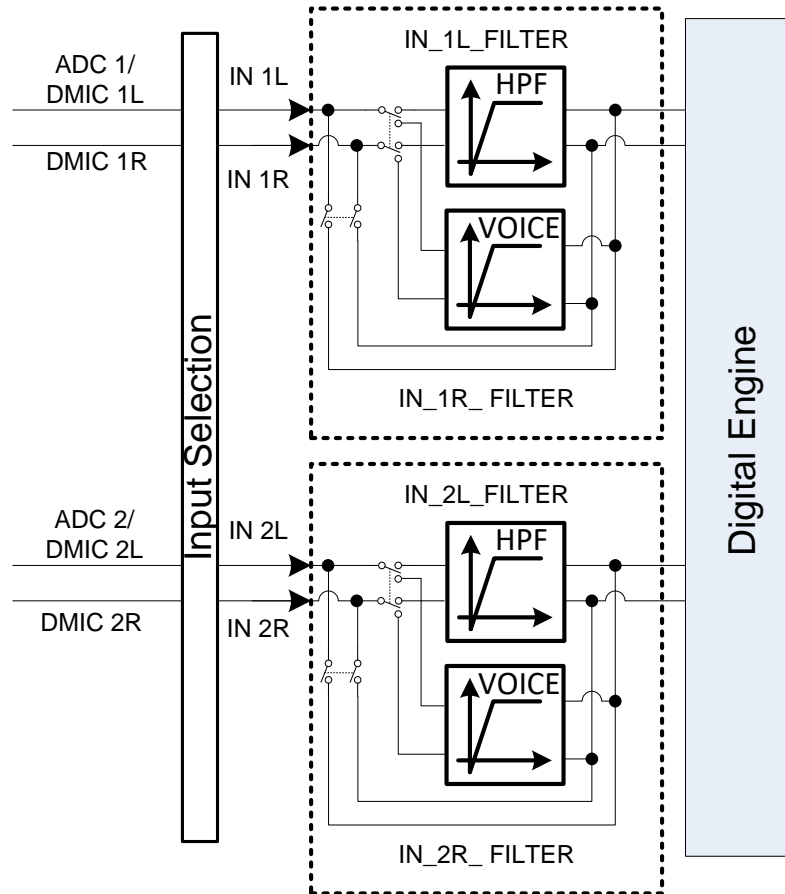 IN_1L_FILTER
ADC 1/
DMIC 1L
IN 1L
HPF
DMIC 1R
IN 1R
VOICE
IN_1R_ FILTER
Input Selection
Digital Engine
IN_2L_FILTER
ADC 2/
DMIC 2L
IN 2L
HPF
DMIC 2R
IN 2R
VOICE
IN_2R_ FILTER